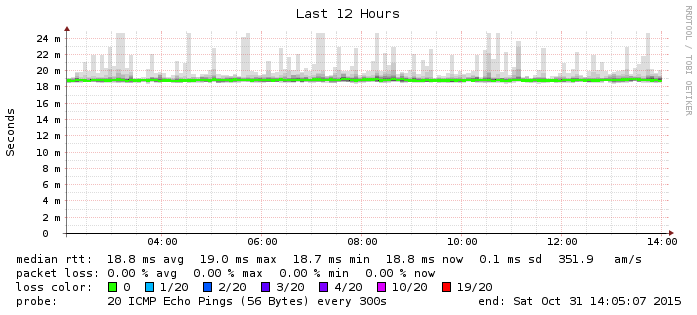 Last 12 Hours
RRDTOOL / TOBI OETIKER
Seconds
24 m
22 m
20 m
18 m
16 m
14 m
12 m
10 m
8 m
6 m
4 m
2 m
0
04:00 06:00 08:00 10:00 12:00 14:00
median rtt: 18.8 ms avg 19.0 ms max 18.7 ms min 18.8 ms now 0.1 ms sd 351.9 am/s
packet loss: 0.00 % avg 0.00 % max 0.00 % min 0.00 % now
loss color: 0 1/20 2/20 3/20 4/20 10/20 19/20
probe: 20 ICMP Echo Pings (56 Bytes) every 300s end: Sat Oct 31 14:05:07 2015